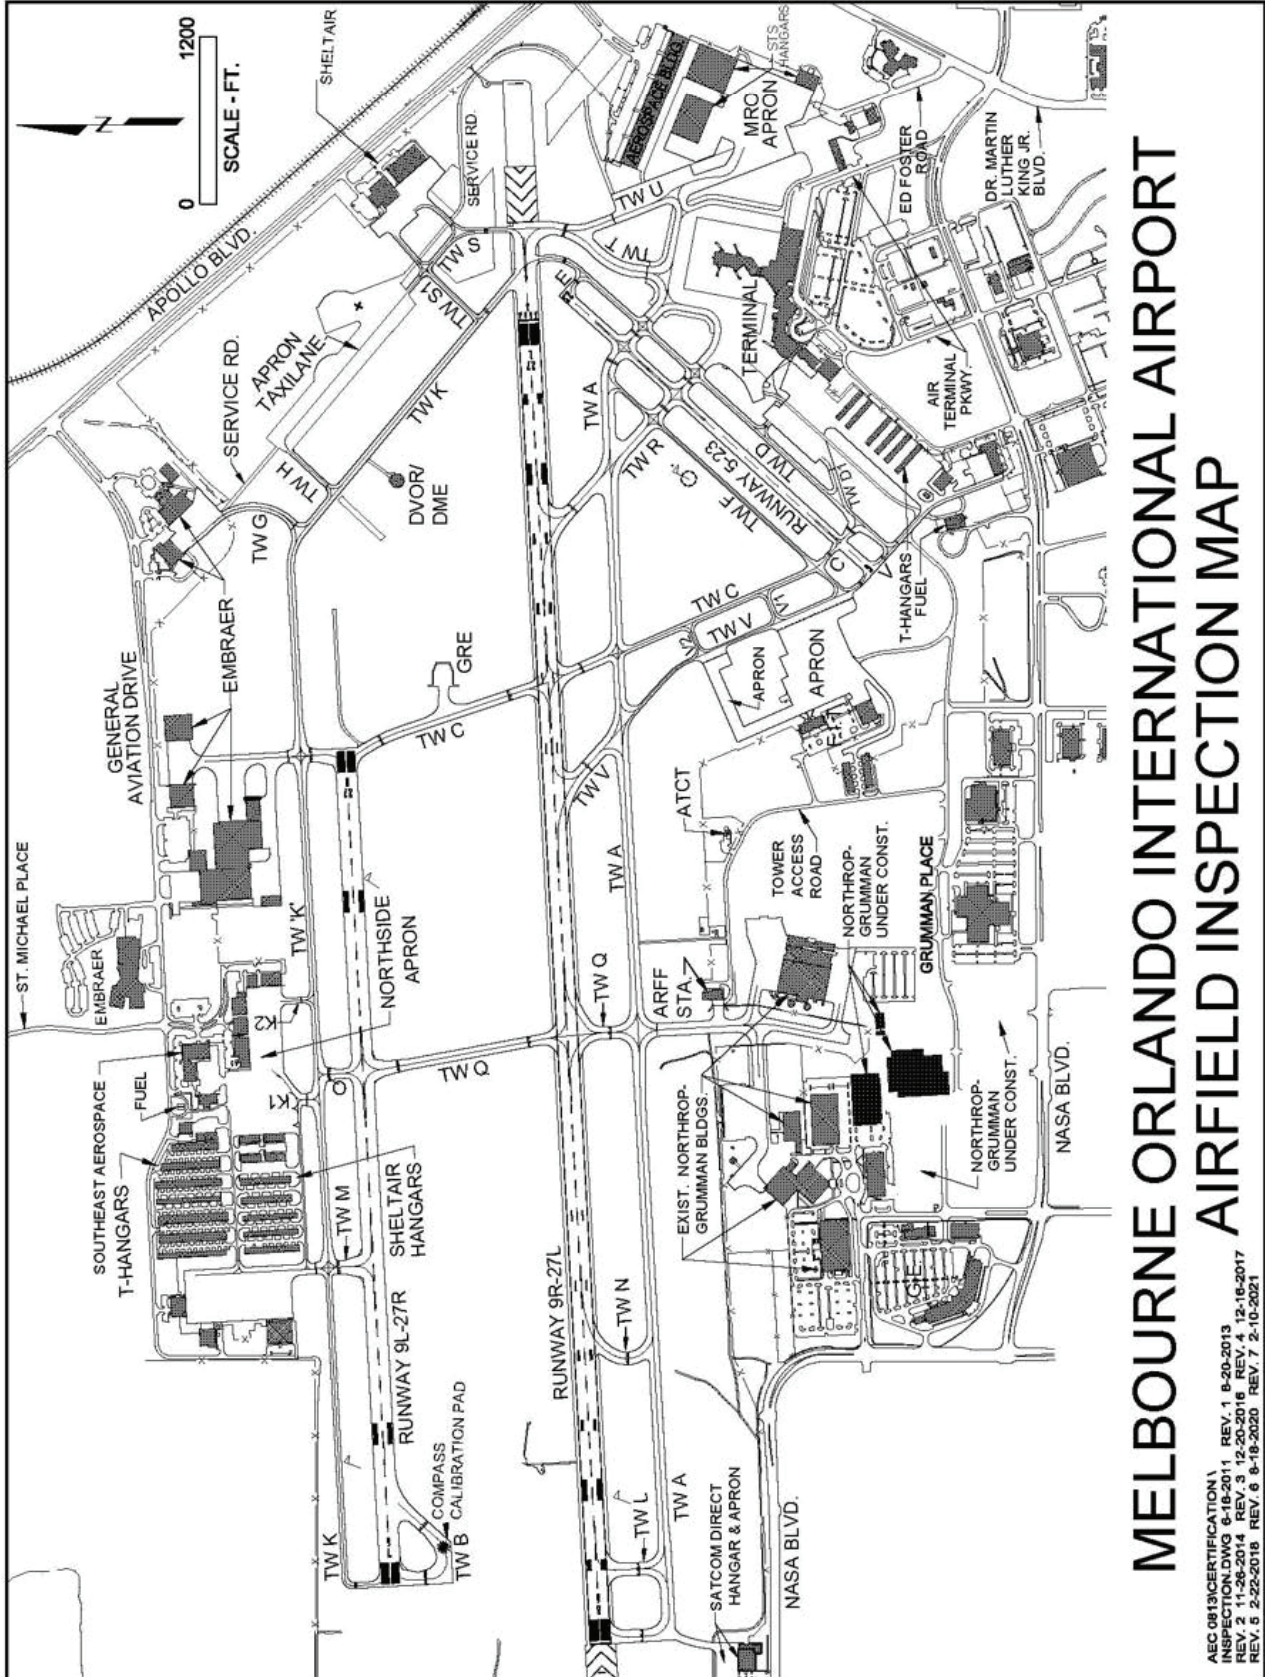 MELBOURNE ORLANDO INTERNATIONAL AIRPORT
AIRFIELD INSPECTION MAP
AEC 0813\CERTIFICATION\
INSPECTION.DWG 6-16-2011 REV. 1 8-20-2013
REV. 2 11-26-2014 REV. 3 12-20-2016 REV. 4 12-16-2017
REV. 5 2-22-2018 REV. 6 8-18-2020 REV. 7 2-10-2021
N
0
1200
SCALE - FT.
ST. MICHAEL PLACE
EMBRAER
GENERAL
AVIATION DRIVE
EMBRAER
SERVICE RD.
APOLLO BLVD.
SHELTAIR
SERVICE RD.
APRON
TAXILANE
SOUTHEAST AEROSPACE
T-HANGARS
FUEL
TW G
TW H
TW K
TW S1
TW S
TW U
TW T
DVOR/
DME
AEROSPACE BLDG
MRO
APRON
STS
HANGARS
K1
K2
TW 'K'
NORTHSIDE
APRON
TW K
TW M
SHELTAIR
HANGARS
RUNWAY 9L-27R
TW B
COMPASS
CALIBRATION PAD
TW Q
TW C
GRE
RUNWAY 9R-27L
TW L
TW N
TW A
TW Q
TW A
TW V
TW A
TW R
TW F
RUNWAY 5-23
TW D
TW D1
E
TW C
C
V1
V2
TW V
APRON
APRON
TERMINAL
AIR
TERMINAL
PKWY.
ED FOSTER
ROAD
DR. MARTIN
LUTHER
KING JR.
BLVD.
T-HANGARS
FUEL
ATCT
TOWER
ACCESS
ROAD
ARFF
STA.
NORTHROP-
GRUMMAN
UNDER CONST.
GRUMMAN PLACE
EXIST. NORTHROP-
GRUMMAN BLDGS.
NORTHROP-
GRUMMAN
UNDER CONST.
NASA BLVD.
G.E.
SATCOM DIRECT
HANGAR & APRON
NASA BLVD.